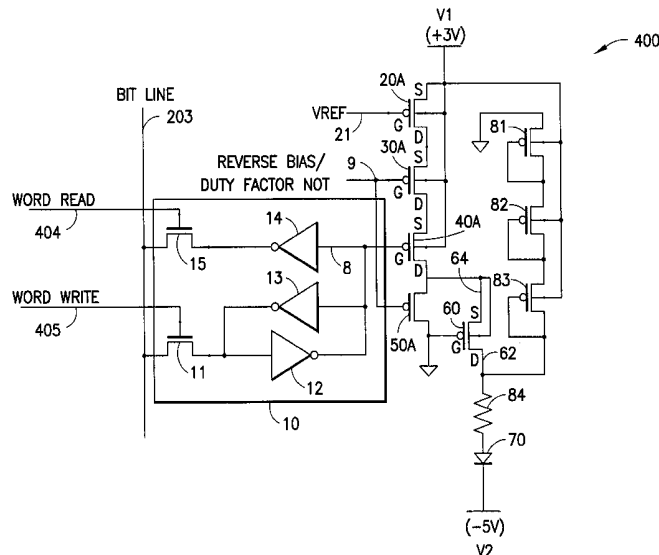 V1
(+3V)
400
20A
S
BIT LINE
203
VREF
21
G
D
81
30A
S
REVERSE BIAS/
DUTY FACTOR NOT
9
G
D
WORD READ
404
14
15
8
S
40A
G
D
82
64
83
13
WORD WRITE
405
50A
60
S
G
D
62
11
12
10
84
70
(-5V)
V2